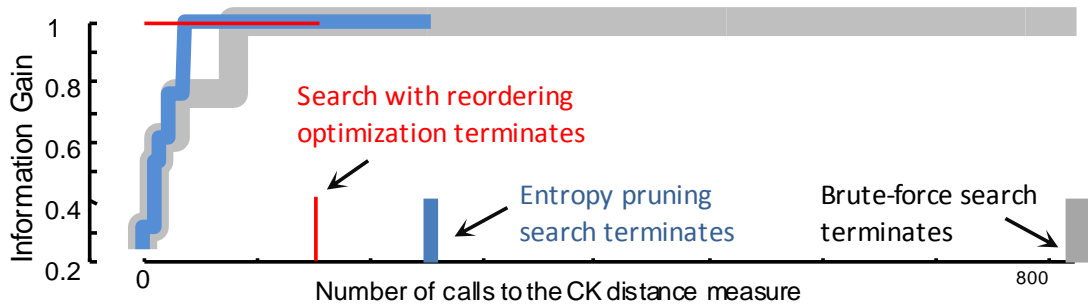 Information Gain
1
0.8
0.6
0.4
0.2
Search with reordering
optimization terminates
Entropy pruning
search terminates
Brute-force search
terminates
0
800
Number of calls to the CK distance measure